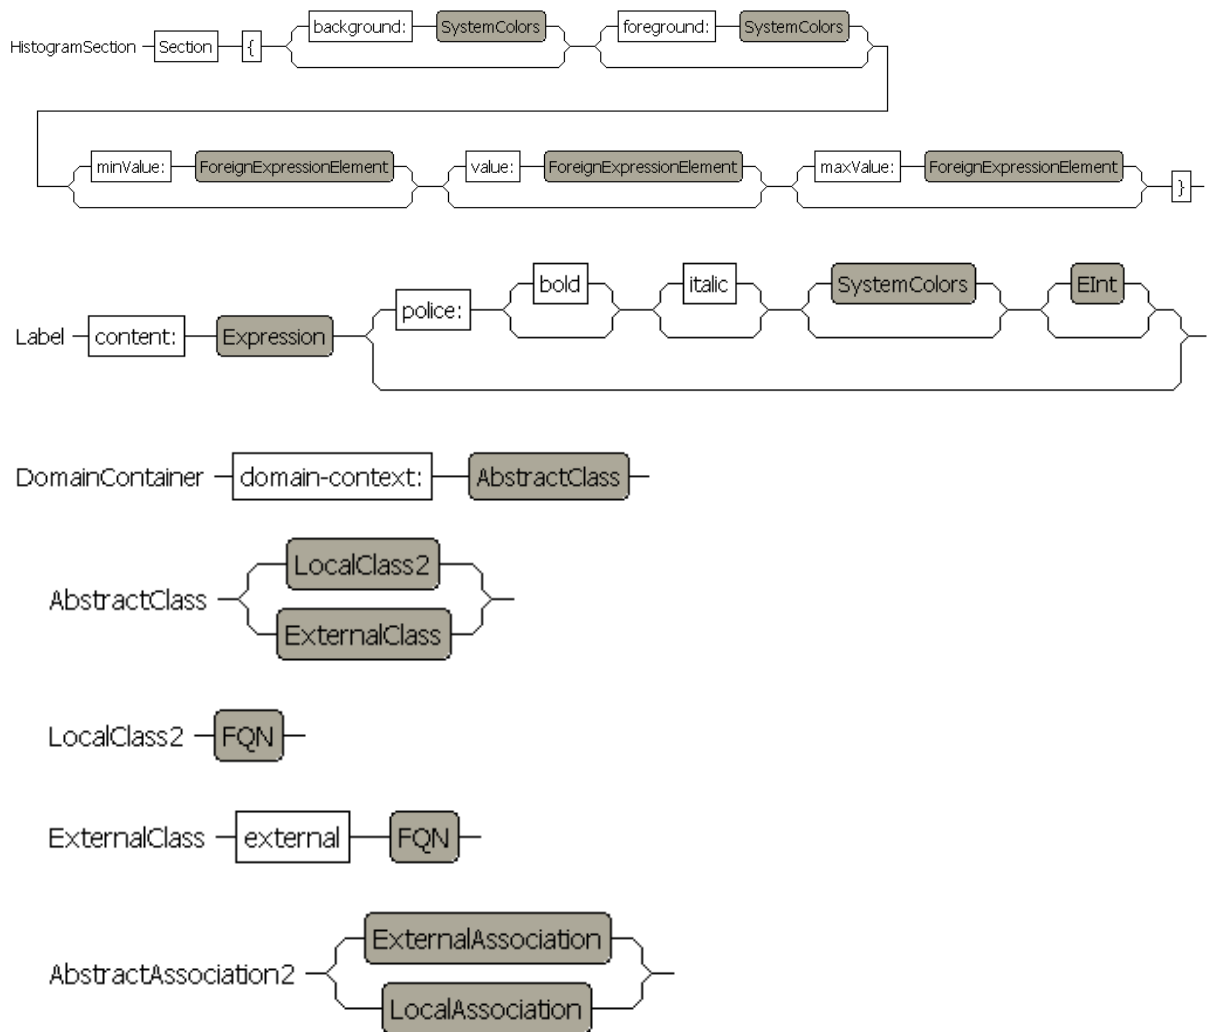 background: SystemColors foreground: SystemColors
HistogramSection Section {
minValue: ForeignExpressionElement value: ForeignExpressionElement maxValue: ForeignExpressionElement
}
bold italic SystemColors EInt
police:
Label content: Expression
DomainContainer domain-context: AbstractClass
LocalClass2
AbstractClass
ExternalClass
LocalClass2 FQN
ExternalClass external FQN
ExternalAssociation
AbstractAssociation2
LocalAssociation